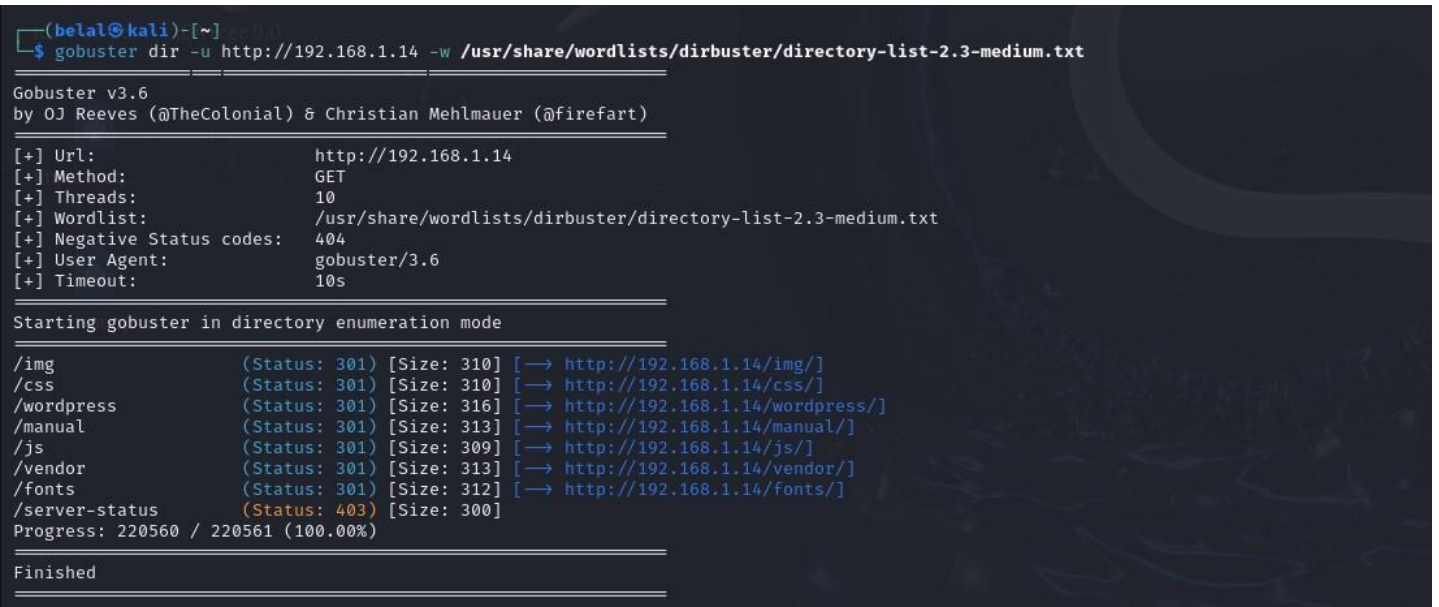 (belal㉿kali)-[~]
$ gobuster dir -u http://192.168.1.14 -w /usr/share/wordlists/dirbuster/directory-list-2.3-medium.txt
Gobuster v3.6
by OJ Reeves (@TheColonial) & Christian Mehlmauer (@firefart)
[+] Url: http://192.168.1.14
[+] Method: GET
[+] Threads: 10
[+] Wordlist: /usr/share/wordlists/dirbuster/directory-list-2.3-medium.txt
[+] Negative Status codes: 404
[+] User Agent: gobuster/3.6
[+] Timeout: 10s
Starting gobuster in directory enumeration mode
/img (Status: 301) [Size: 310] [--> http://192.168.1.14/img/]
/css (Status: 301) [Size: 310] [--> http://192.168.1.14/css/]
/wordpress (Status: 301) [Size: 316] [--> http://192.168.1.14/wordpress/]
/manual (Status: 301) [Size: 313] [--> http://192.168.1.14/manual/]
/js (Status: 301) [Size: 309] [--> http://192.168.1.14/js/]
/vendor (Status: 301) [Size: 313] [--> http://192.168.1.14/vendor/]
/fonts (Status: 301) [Size: 312] [--> http://192.168.1.14/fonts/]
/server-status (Status: 403) [Size: 300]
Progress: 220560 / 220561 (100.00%)
Finished